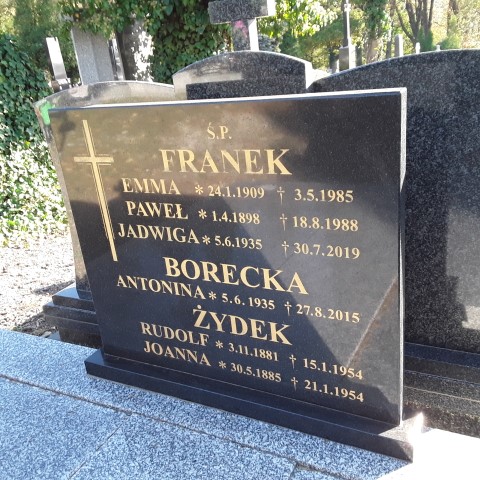 Ś.P.
FRANEK
EMMA * 24.1.1909 † 3.5.1985
PAWEŁ * 1.4.1898 † 18.8.1988
JADWIGA * 5.6.1935 † 30.7.2019
BORECKA
ANTONINA * 5.6.1935 † 27.8.2015
ŻYDEK
RUDOLF * 3.11.1881 † 15.1.1954
JOANNA * 30.5.1885 † 21.1.1954